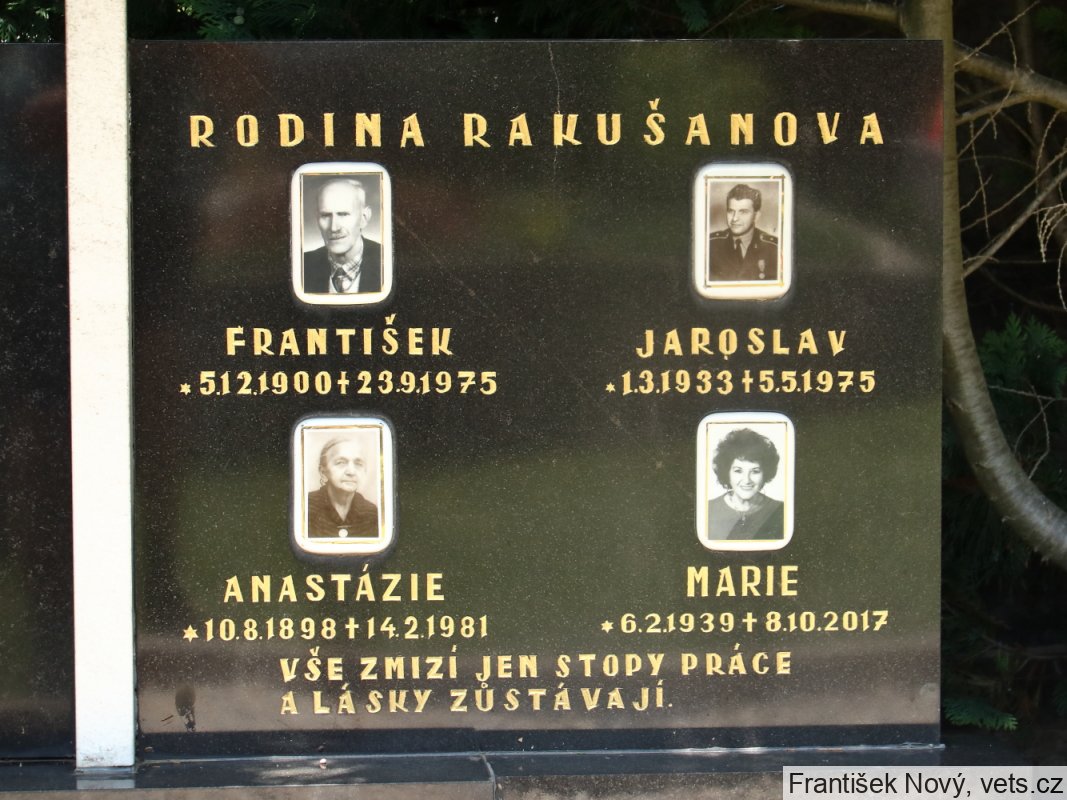 RODINA RAKUŠANOVA
FRANTIŠEK
*5.12.1900✝23.9.1975
JAROSLAV
*1.3.1933✝5.5.1975
ANASTÁZIE
*10.8.1898✝14.2.1981
MARIE
*6.2.1939✝8.10.2017
VŠE ZMIZÍ JEN STOPY PRÁCE
A LÁSKY ZŮSTÁVAJÍ.
František Nový, vets.cz